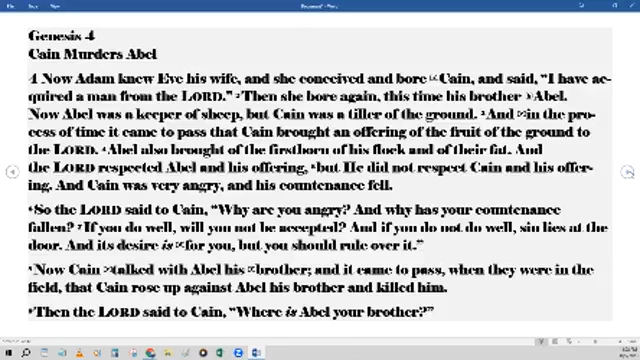 Genesis 4
Cain Murders Abel
4 Now Adam knew Eve his wife, and she conceived and bore Cain, and said, “I have ac-
quired a man from the LORD.” Then she bore again, this time his brother Abel.
Now Abel was a keeper of sheep, but Cain was a tiller of the ground. And in the pro-
cess of time it came to pass that Cain brought an offering of the fruit of the ground to
the LORD. Abel also brought of the firstborn of his flock and of their fat. And
the LORD respected Abel and his offering, but He did not respect Cain and his offer-
ing. And Cain was very angry, and his countenance fell.
So the LORD said to Cain, “Why are you angry? And why has your countenance
fallen? If you do well, will you not be accepted? And if you do not do well, sin lies at the
door. And its desire is for you, but you should rule over it.”
Now Cain talked with Abel his brother; and it came to pass, when they were in the
field, that Cain rose up against Abel his brother and killed him.
Then the LORD said to Cain, “Where is Abel your brother?”